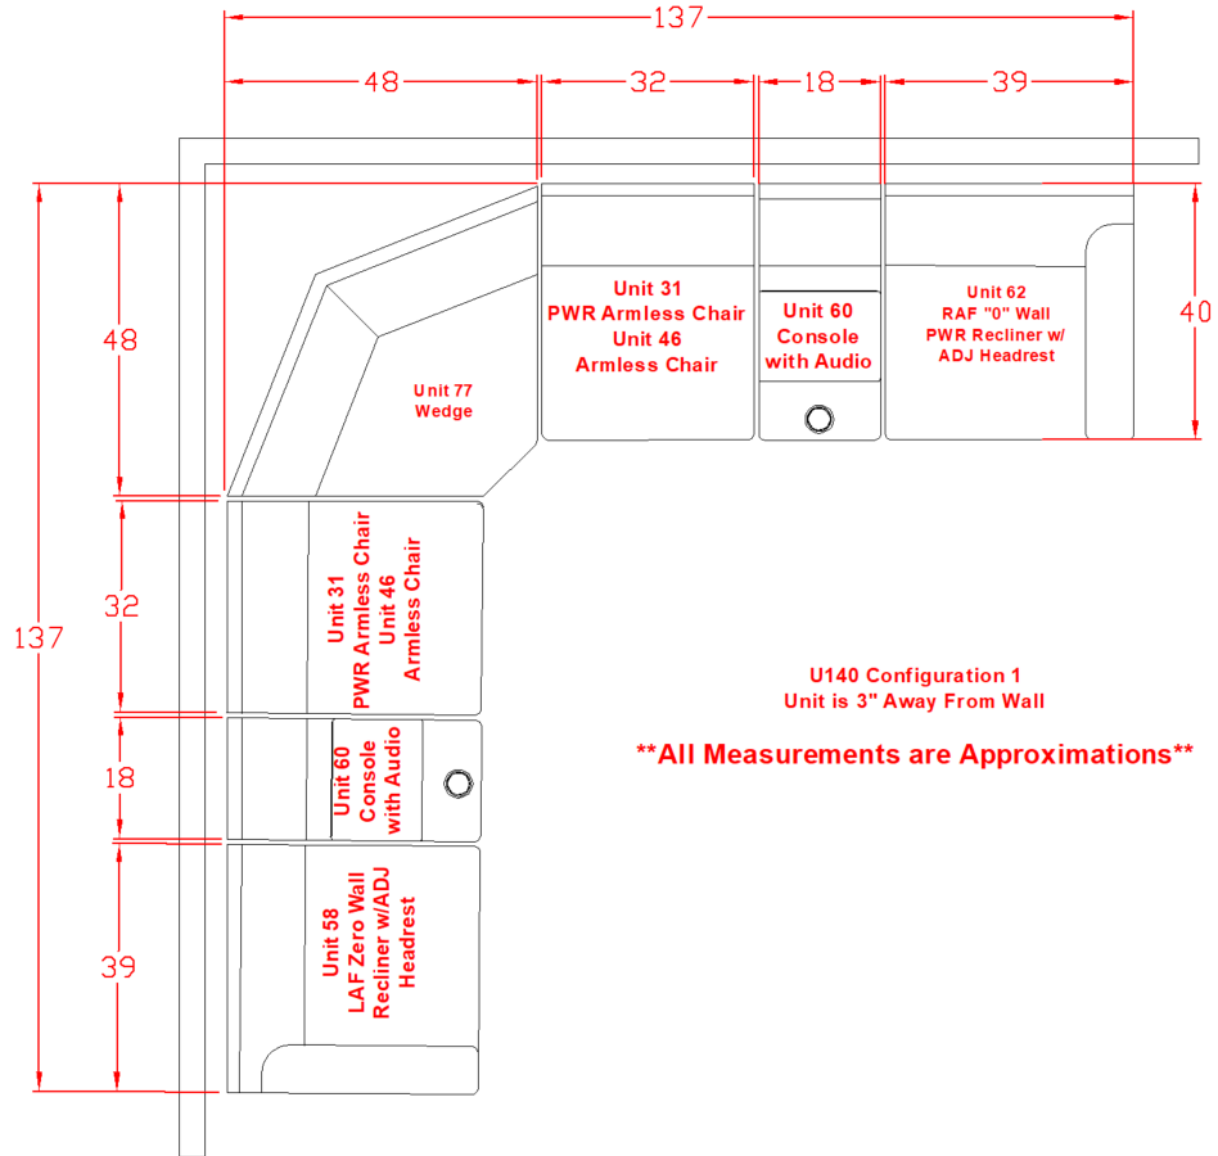 137
48
32
18
39
48
32
137
18
39
40
Unit 31
PWR Armless Chair
Unit 46
Armless Chair
Unit 60
Console
with Audio
Unit 62
RAF "0" Wall
PWR Recliner w/
ADJ Headrest
Unit 77
Wedge
Unit 31
PWR Armless Chair
Unit 46
Armless Chair
Unit 60
Console
with Audio
Unit 58
LAF Zero Wall
Recliner w/ADJ
Headrest
U140 Configuration 1
Unit is 3" Away From Wall
**All Measurements are Approximations**